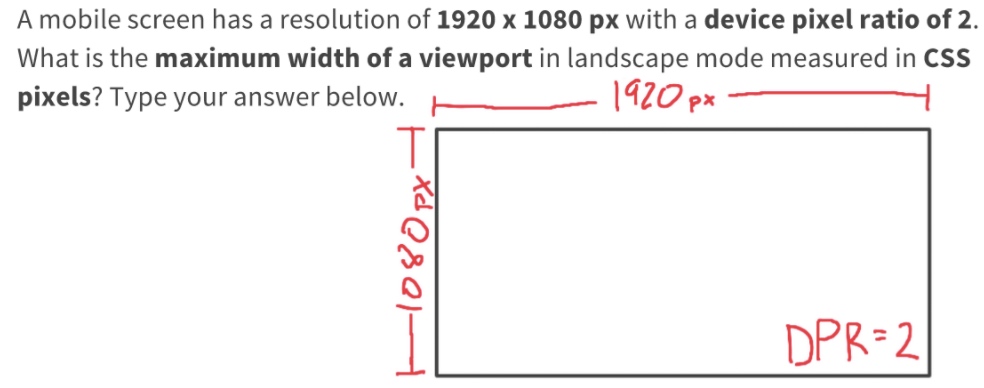 A mobile screen has a resolution of 1920 x 1080 px with a device pixel ratio of 2.
What is the maximum width of a viewport in landscape mode measured in CSS
pixels? Type your answer below.
1920 px
1080 px
DPR=2